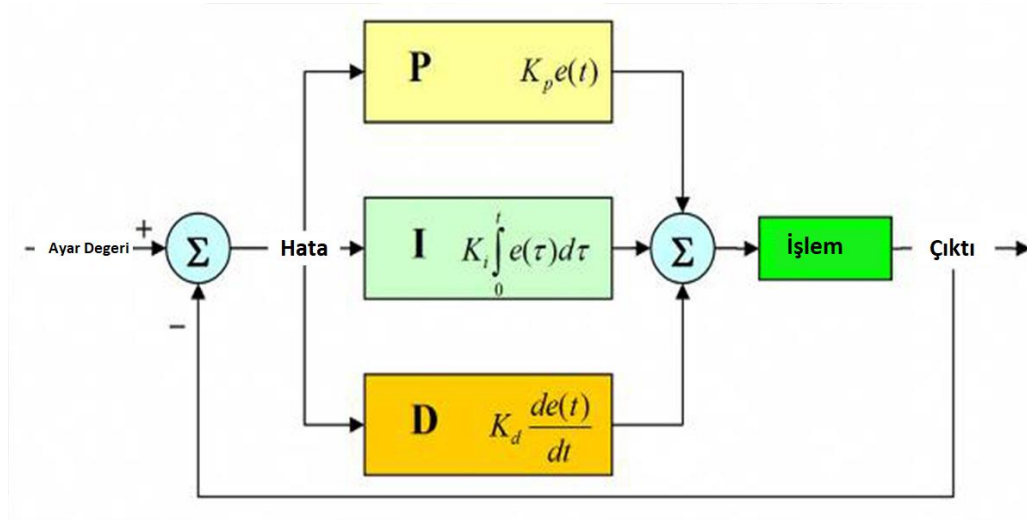 P K_p e(t)
- Ayar Degeri + Σ Hata
I K_i ∫_0^t e(τ)dτ
Σ İşlem Çıktı
−
D K_d de(t)/dt